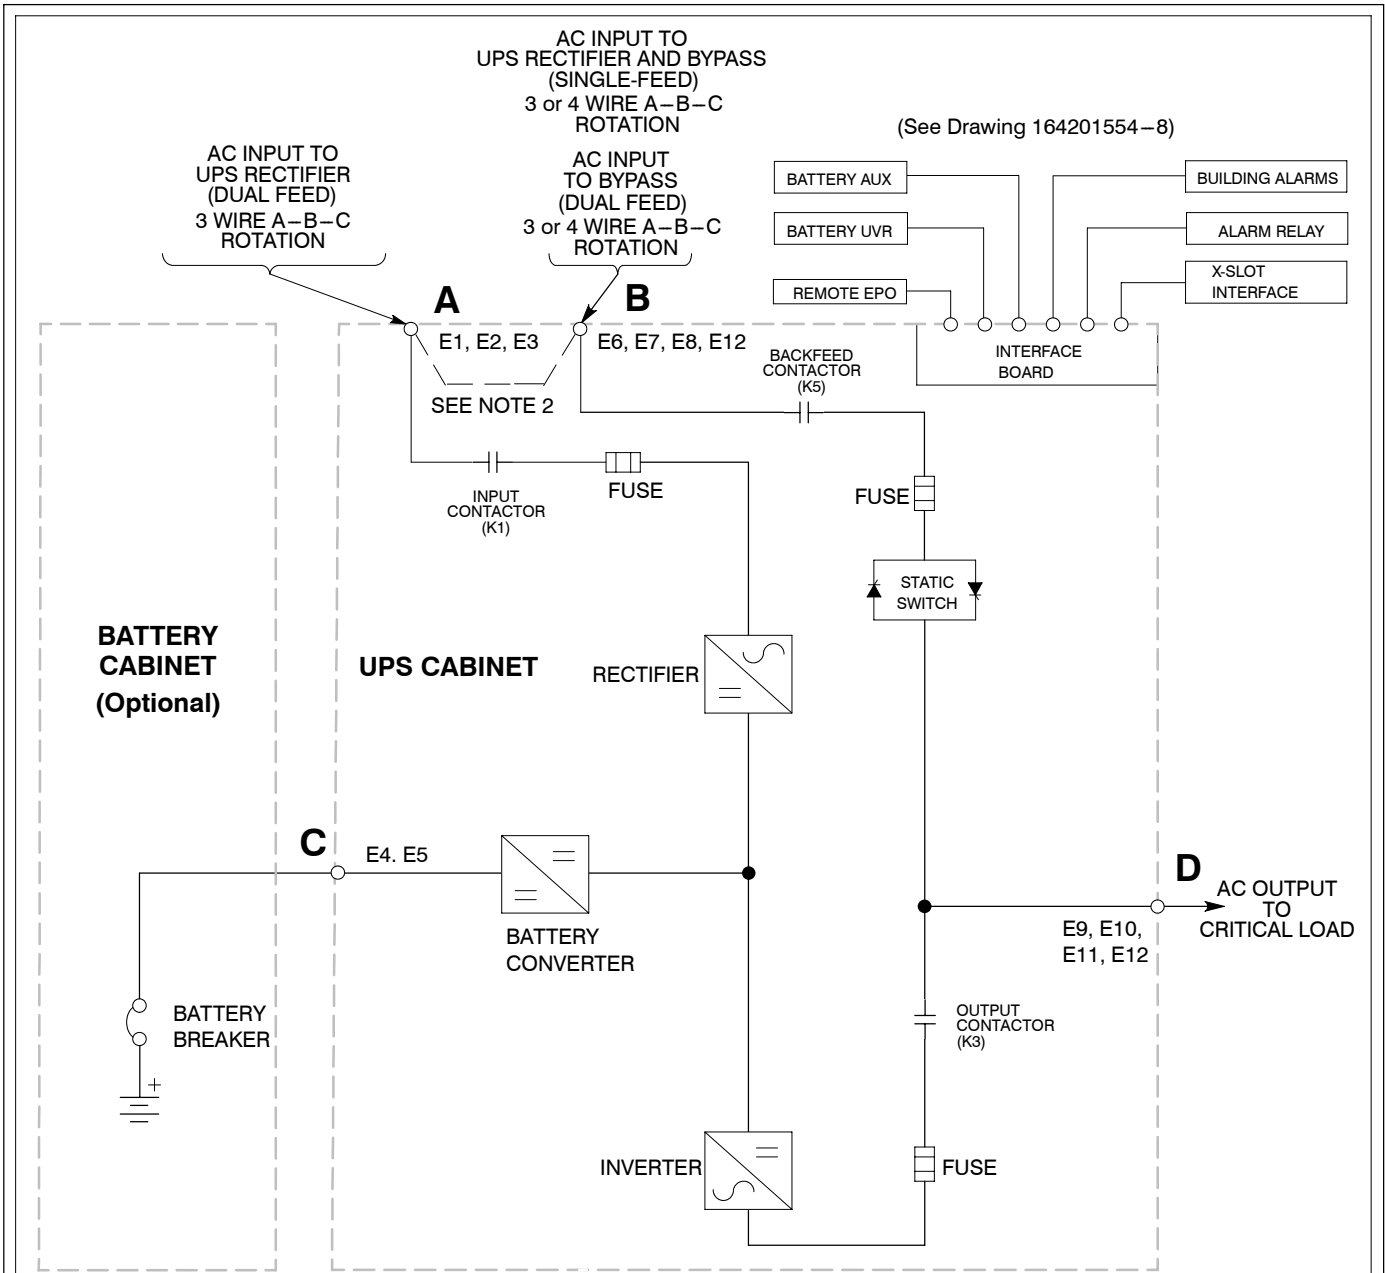 AC INPUT TO
UPS RECTIFIER AND BYPASS
(SINGLE-FEED)
3 or 4 WIRE A–B–C
ROTATION
(See Drawing 164201554–8)
AC INPUT TO
UPS RECTIFIER
(DUAL FEED)
3 WIRE A–B–C
ROTATION
AC INPUT
TO BYPASS
(DUAL FEED)
3 or 4 WIRE A–B–C
ROTATION
BATTERY AUX
BATTERY UVR
REMOTE EPO
BUILDING ALARMS
ALARM RELAY
X-SLOT
INTERFACE
A
B
E1, E2, E3
E6, E7, E8, E12
INTERFACE
BOARD
SEE NOTE 2
BACKFEED
CONTACTOR
(K5)
INPUT
CONTACTOR
(K1)
FUSE
FUSE
STATIC
SWITCH
BATTERY
CABINET
(Optional)
UPS CABINET
RECTIFIER
C
E4. E5
BATTERY
CONVERTER
D
AC OUTPUT
TO
CRITICAL LOAD
E9, E10,
E11, E12
BATTERY
BREAKER
+
OUTPUT
CONTACTOR
(K3)
INVERTER
FUSE